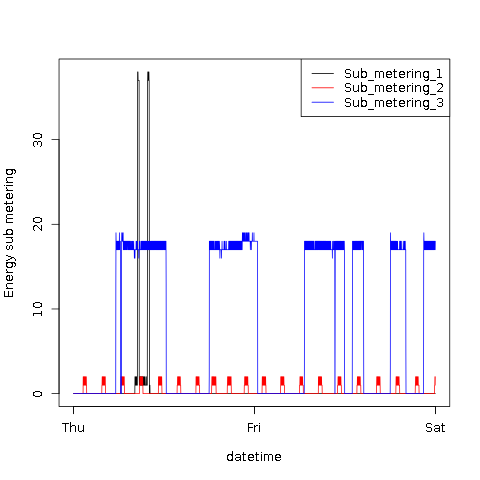 Sub_metering_1
Sub_metering_2
Sub_metering_3
Energy sub metering
30
20
10
0
Thu Fri Sat
datetime